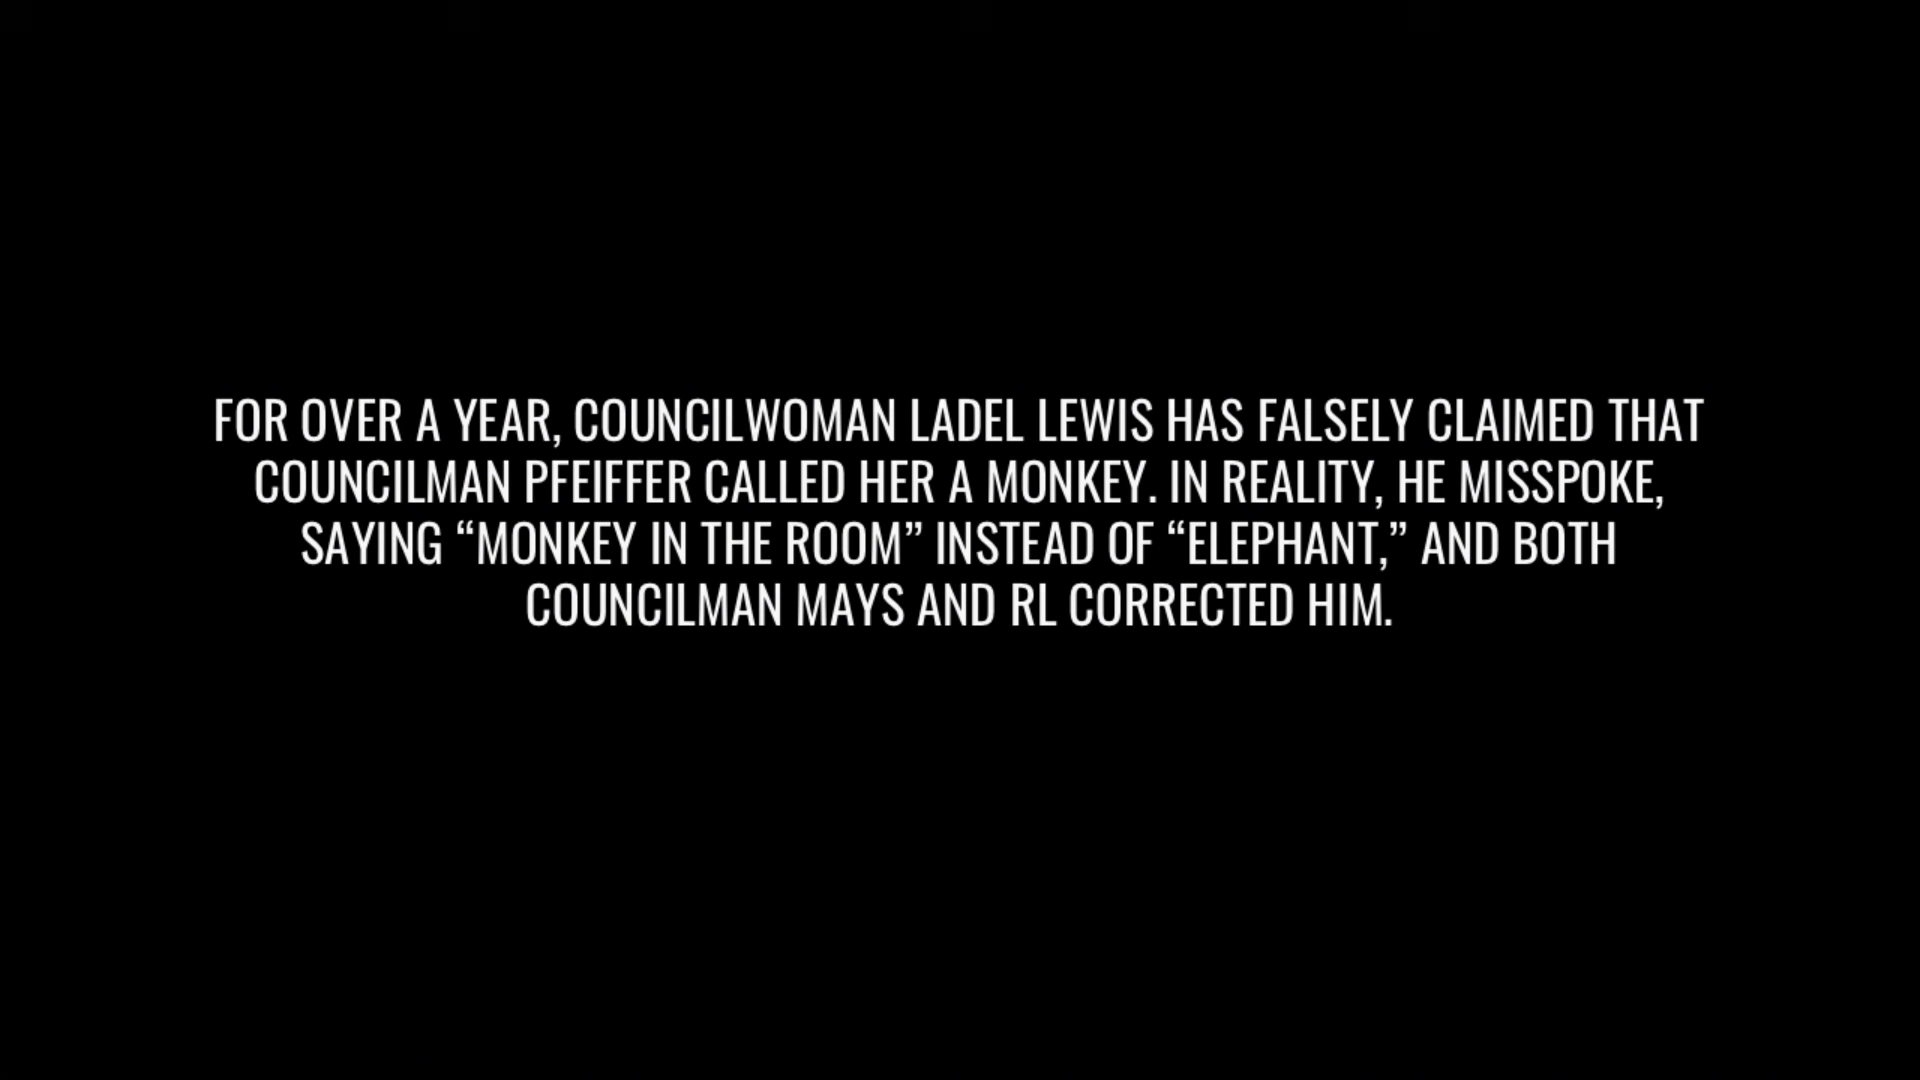 FOR OVER A YEAR, COUNCILWOMAN LADEL LEWIS HAS FALSELY CLAIMED THAT
COUNCILMAN PFEIFFER CALLED HER A MONKEY. IN REALITY, HE MISSPOKE,
SAYING “MONKEY IN THE ROOM” INSTEAD OF “ELEPHANT,” AND BOTH
COUNCILMAN MAYS AND RL CORRECTED HIM.